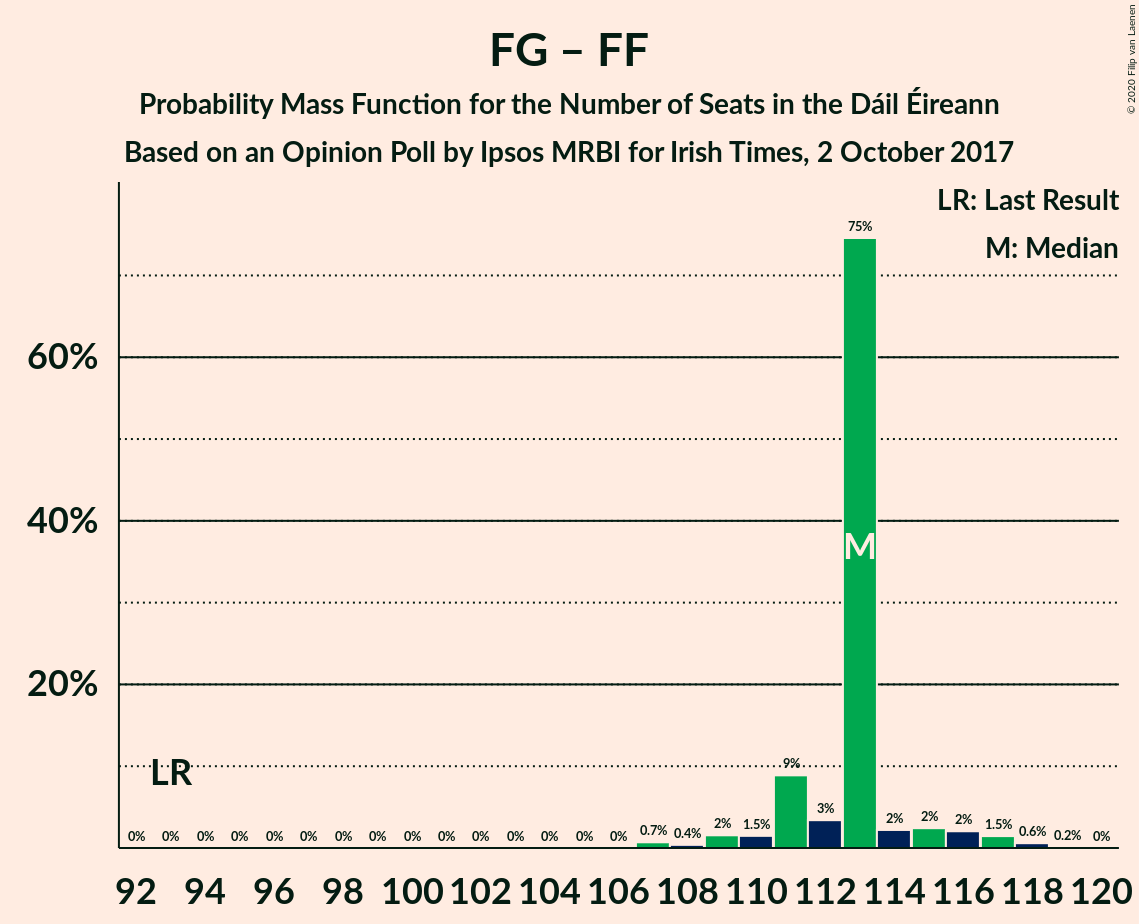 FG – FF
Probability Mass Function for the Number of Seats in the Dáil Éireann
Based on an Opinion Poll by Ipsos MRBI for Irish Times, 2 October 2017
© 2020 Filip van Laenen
LR: Last Result
M: Median
75%
60%
40%
M
20%
LR
0% 0% 0% 0% 0% 0% 0% 0% 0% 0% 0% 0% 0% 0% 0% 0.7% 0.4% 2% 1.5% 9% 3% 2% 2% 2% 1.5% 0.6% 0.2% 0%
92 94 96 98 100 102 104 106 108 110 112 114 116 118 120